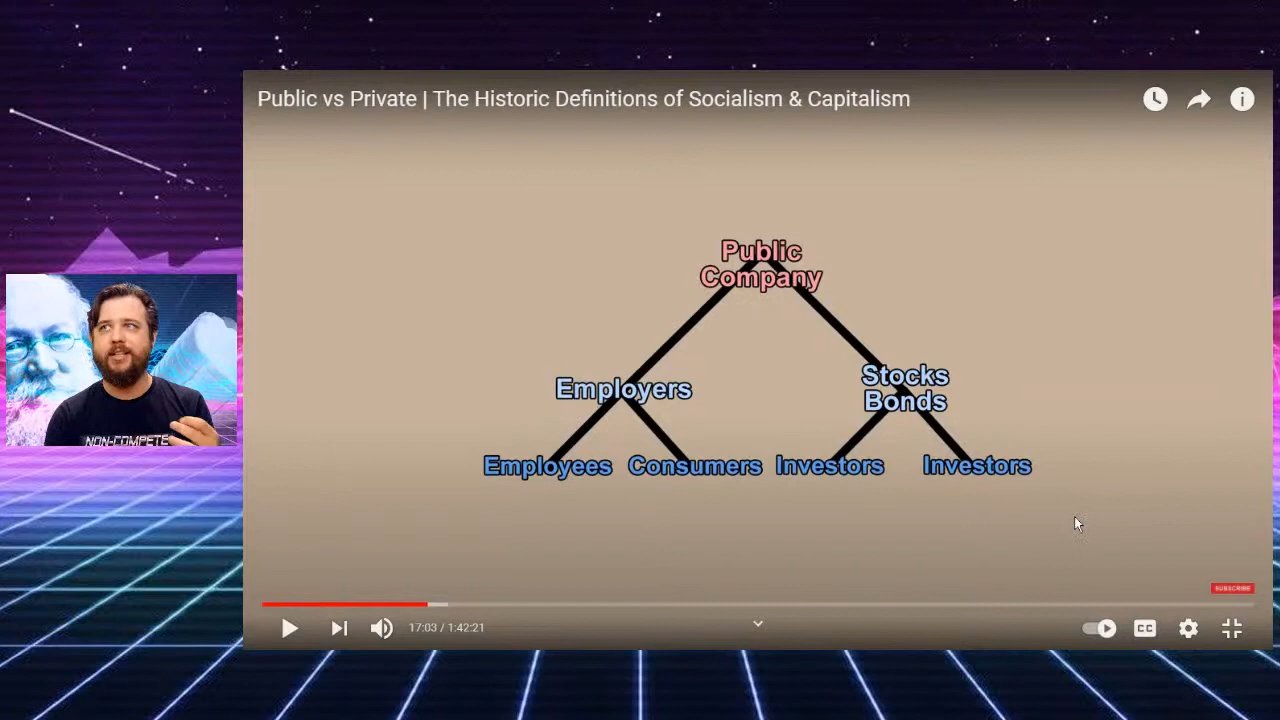 Public vs Private | The Historic Definitions of Socialism & Capitalism
Public
Company
Employers
Stocks
Bonds
Employees Consumers Investors Investors
SUBSCRIBE
17:03 / 1:42:21
CC
NON-COMPETE